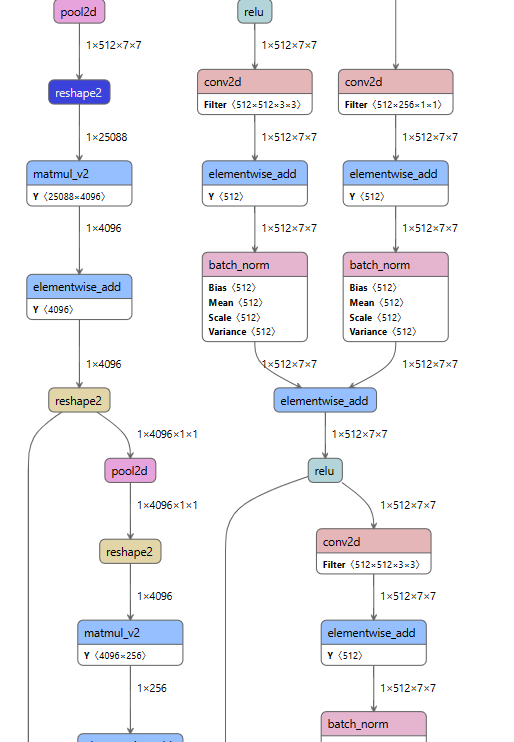 pool2d
1×512×7×7
reshape2
1×25088
matmul_v2
Y ⟨25088×4096⟩
1×4096
elementwise_add
Y ⟨4096⟩
1×4096
reshape2
1×4096×1×1
pool2d
1×4096×1×1
reshape2
1×4096
matmul_v2
Y ⟨4096×256⟩
1×256
relu
1×512×7×7
conv2d
Filter ⟨512×512×3×3⟩
1×512×7×7
elementwise_add
Y ⟨512⟩
1×512×7×7
batch_norm
Bias ⟨512⟩
Mean ⟨512⟩
Scale ⟨512⟩
Variance ⟨512⟩
1×512×7×7
conv2d
Filter ⟨512×256×1×1⟩
1×512×7×7
elementwise_add
Y ⟨512⟩
1×512×7×7
batch_norm
Bias ⟨512⟩
Mean ⟨512⟩
Scale ⟨512⟩
Variance ⟨512⟩
1×512×7×7
elementwise_add
1×512×7×7
relu
1×512×7×7
conv2d
Filter ⟨512×512×3×3⟩
1×512×7×7
elementwise_add
Y ⟨512⟩
1×512×7×7
batch_norm